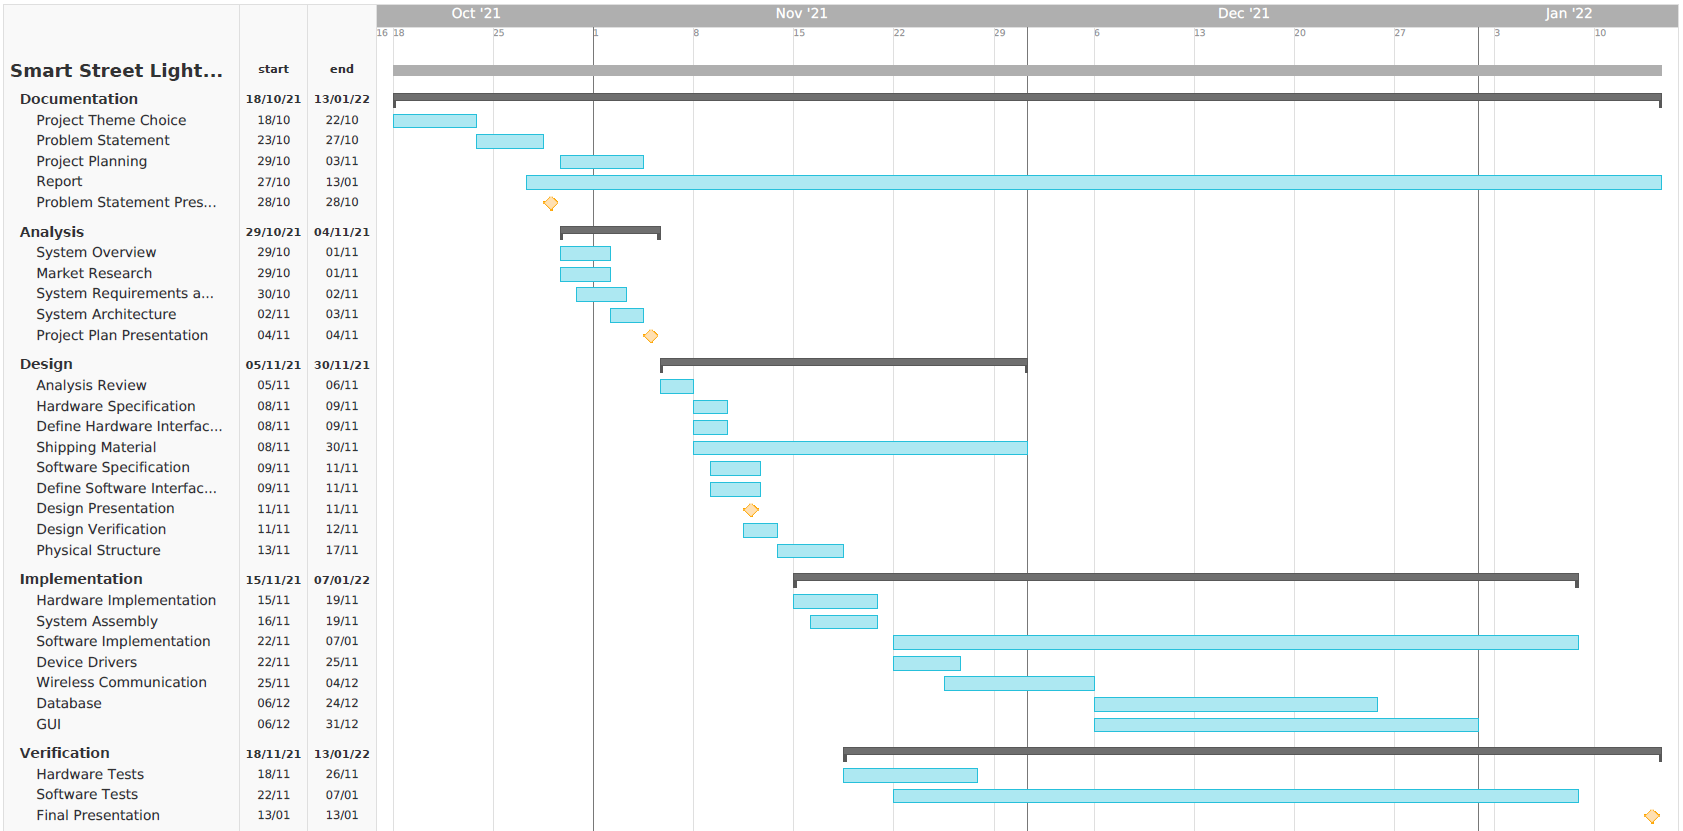 Oct '21 Nov '21 Dec '21 Jan '22
16 18 25 1 8 15 22 29 6 13 20 27 3 10
Smart Street Light... start end
Documentation 18/10/21 13/01/22
Project Theme Choice 18/10 22/10
Problem Statement 23/10 27/10
Project Planning 29/10 03/11
Report 27/10 13/01
Problem Statement Pres... 28/10 28/10
Analysis 29/10/21 04/11/21
System Overview 29/10 01/11
Market Research 29/10 01/11
System Requirements a... 30/10 02/11
System Architecture 02/11 03/11
Project Plan Presentation 04/11 04/11
Design 05/11/21 30/11/21
Analysis Review 05/11 06/11
Hardware Specification 08/11 09/11
Define Hardware Interfac... 08/11 09/11
Shipping Material 08/11 30/11
Software Specification 09/11 11/11
Define Software Interfac... 09/11 11/11
Design Presentation 11/11 11/11
Design Verification 11/11 12/11
Physical Structure 13/11 17/11
Implementation 15/11/21 07/01/22
Hardware Implementation 15/11 19/11
System Assembly 16/11 19/11
Software Implementation 22/11 07/01
Device Drivers 22/11 25/11
Wireless Communication 25/11 04/12
Database 06/12 24/12
GUI 06/12 31/12
Verification 18/11/21 13/01/22
Hardware Tests 18/11 26/11
Software Tests 22/11 07/01
Final Presentation 13/01 13/01